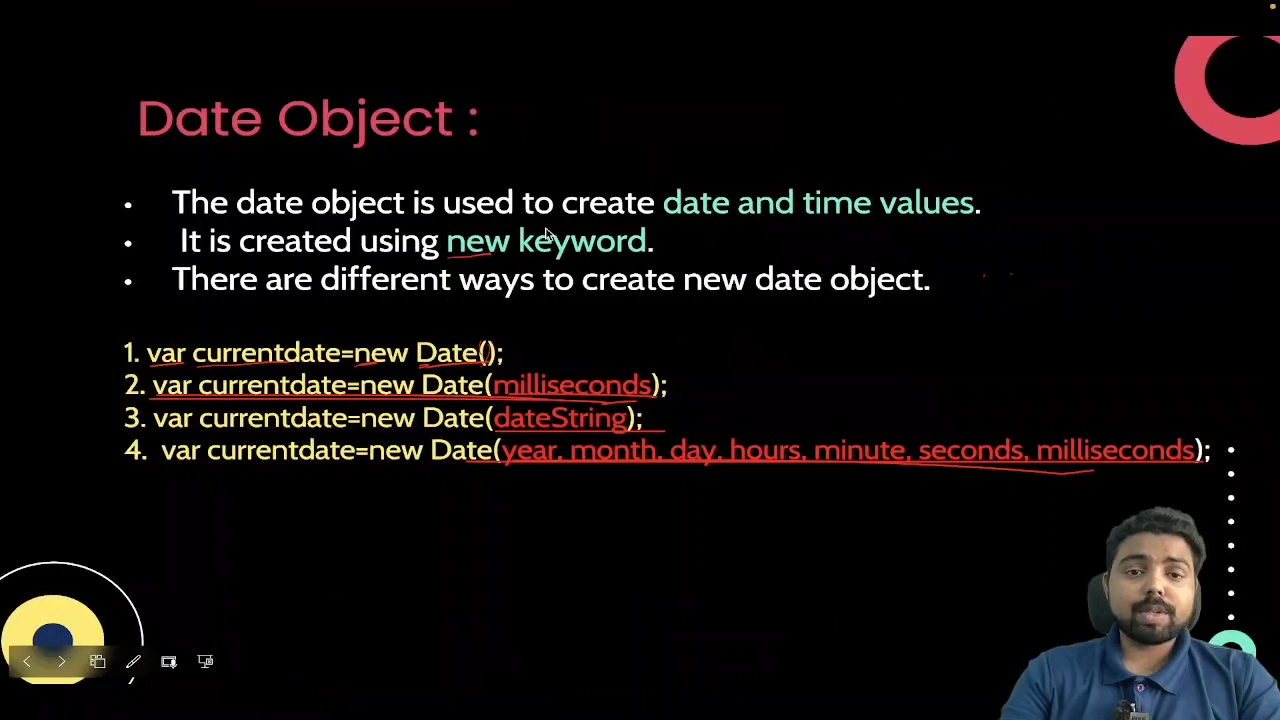 Date Object :
• The date object is used to create date and time values.
• It is created using new keyword.
• There are different ways to create new date object.
1. var currentdate=new Date();
2. var currentdate=new Date(milliseconds);
3. var currentdate=new Date(dateString);
4. var currentdate=new Date(year, month, day, hours, minute, seconds, milliseconds);